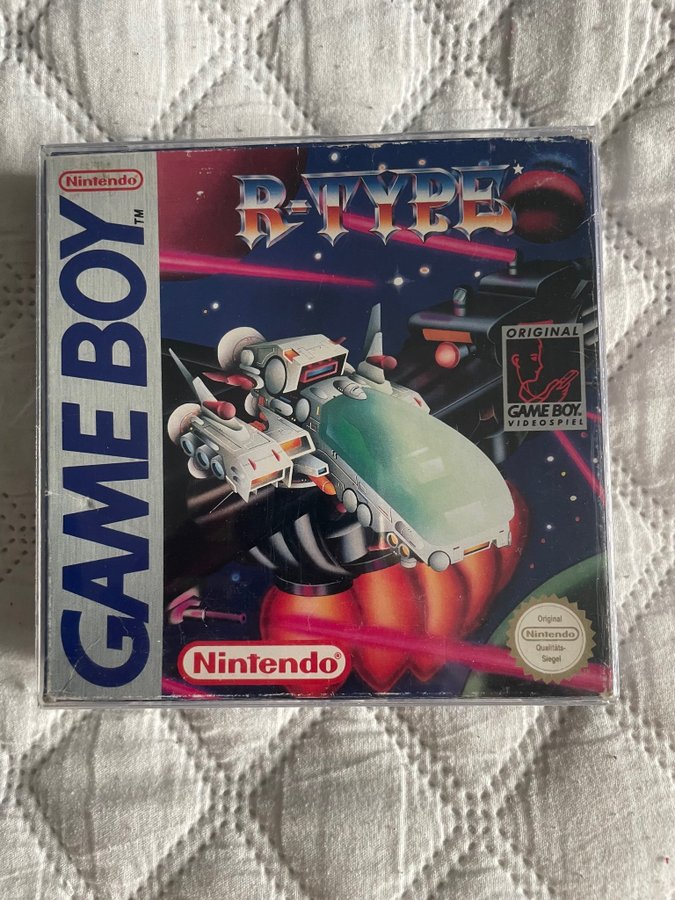 Nintendo
GAME BOY™
R-TYPE*
ORIGINAL
GAME BOY.
VIDEOSPIEL
Nintendo®
Original
Nintendo
Qualitäts-
Siegel